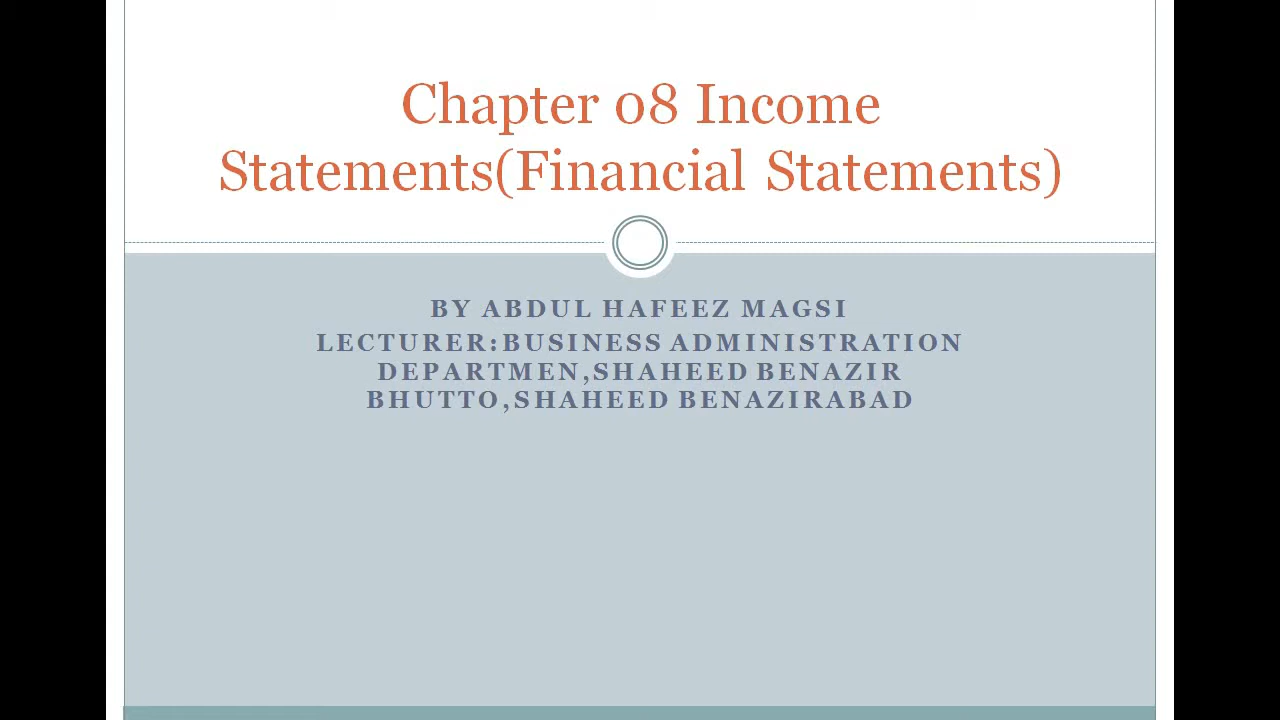 Chapter 08 Income
Statements(Financial Statements)
BY ABDUL HAFEEZ MAGSI
LECTURER:BUSINESS ADMINISTRATION
DEPARTMEN,SHAHEED BENAZIR
BHUTTO,SHAHEED BENAZIRABAD